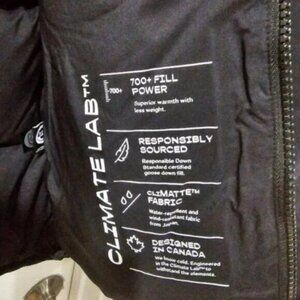 CLIMATE LAB™
700+
700+ FILL
POWER
Superior warmth with
less weight.
RESPONSIBLY
SOURCED
Responsible Down
Standard certified
goose down fill.
CLIMATTE™
FABRIC
Water-repellent and
wind-resistant fabric
from Japan.
DESIGNED
IN CANADA
We know cold. Engineered
in the Climate Lab™ to
withstand the elements.